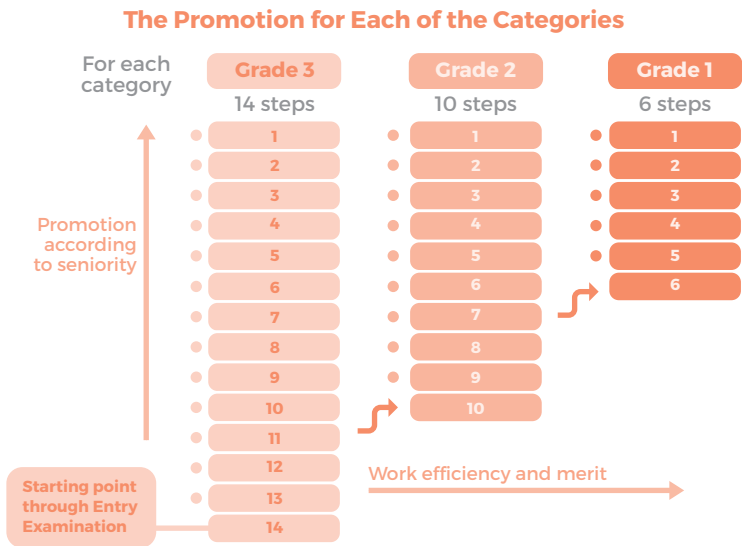 The Promotion for Each of the Categories
For each
category
Grade 3
Grade 2
Grade 1
14 steps
10 steps
6 steps
1
2
3
4
5
6
7
8
9
10
11
12
13
14
1
2
3
4
5
6
7
8
9
10
1
2
3
4
5
6
Promotion
according
to seniority
Work efficiency and merit
Starting point
through Entry
Examination